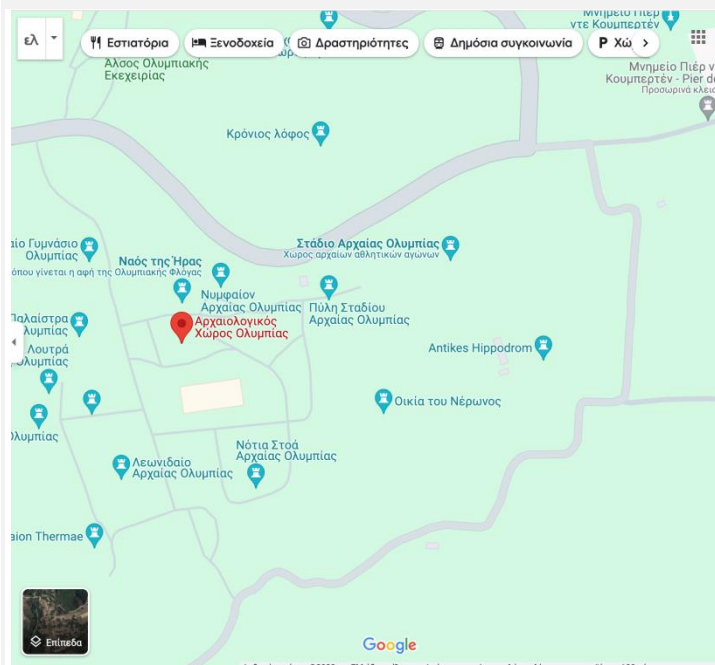 ελ
Εστιατόρια
Ξενοδοχεία
Δραστηριότητες
Δημόσια συγκοινωνία
P Χώ
Μνημείο Πιερ
ντε Κουμπερτέν
Άλσος Ολυμπιακής
Εκεχειρίας
Μνημείο Πιέρ ν
Κουμπερτέν - Pier de
Προσωρινά κλεισ
Κρόνιος λόφος
αίο Γυμνάσιο
Ολυμπίας
Στάδιο Αρχαίας Ολυμπίας
Χώρος αρχαίων αθλητικών αγώνων
Ναός της Ήρας
όπου γίνεται η αφή της Ολυμπιακής Φλόγας
Νυμφαίον
Αρχαίας Ολυμπίας
Πύλη Σταδίου
Αρχαίας Ολυμπίας
Παλαίστρα
Ολυμπίας
Αρχαιολογικός
Χώρος Ολυμπίας
Λουτρά
Ολυμπίας
Antikes Hippodrom
Οικία του Νέρωνος
Ολυμπίας
Νότια Στοά
Αρχαίας Ολυμπίας
Λεωνιδαίο
Αρχαίας Ολυμπίας
aion Thermae
Επίπεδα
Google